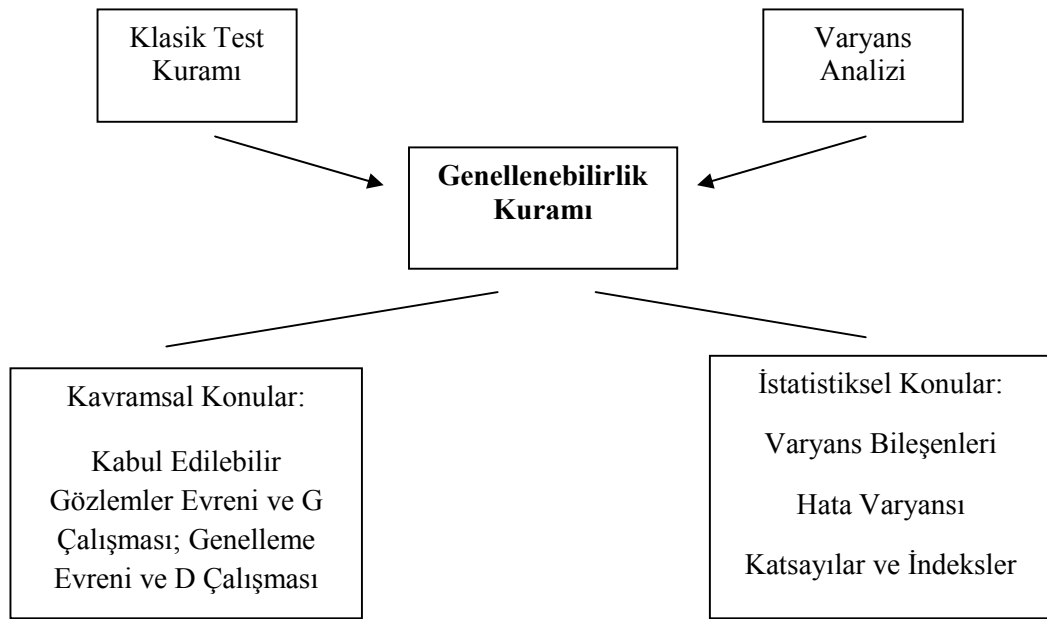 Klasik Test
Kuramı
Varyans
Analizi
Genellenebilirlik
Kuramı
Kavramsal Konular:
Kabul Edilebilir
Gözlemler Evreni ve G
Çalışması; Genelleme
Evreni ve D Çalışması
İstatistiksel Konular:
Varyans Bileşenleri
Hata Varyansı
Katsayılar ve İndeksler